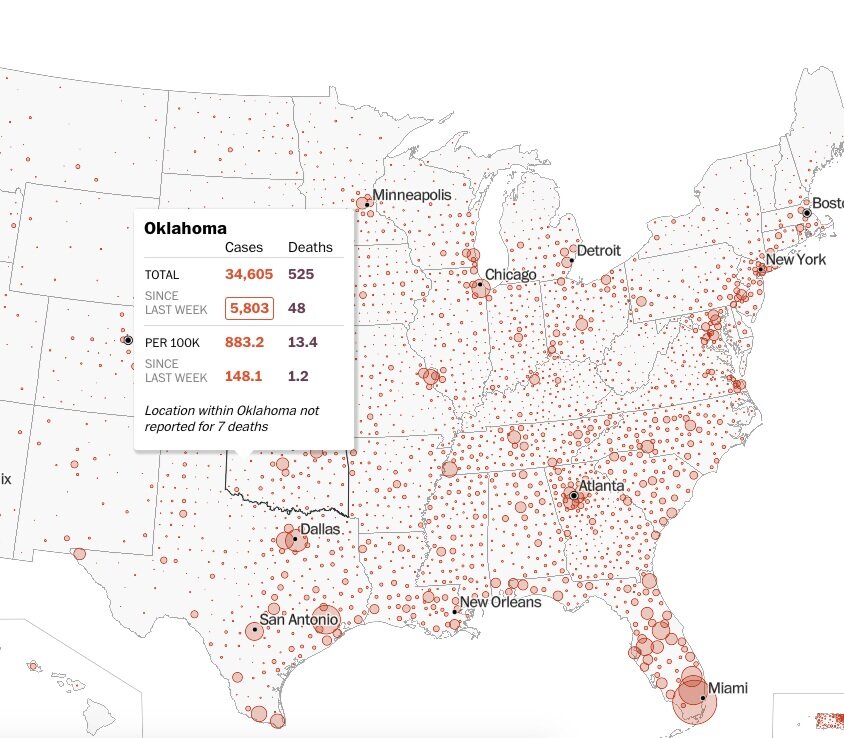 Minneapolis
Bost
Oklahoma
Cases Deaths
TOTAL 34,605 525
SINCE
LAST WEEK 5,803 48
PER 100K 883.2 13.4
SINCE
LAST WEEK 148.1 1.2
Location within Oklahoma not
reported for 7 deaths
Detroit
New York
Chicago
ix
Atlanta
Dallas
New Orleans
San Antonio
Miami